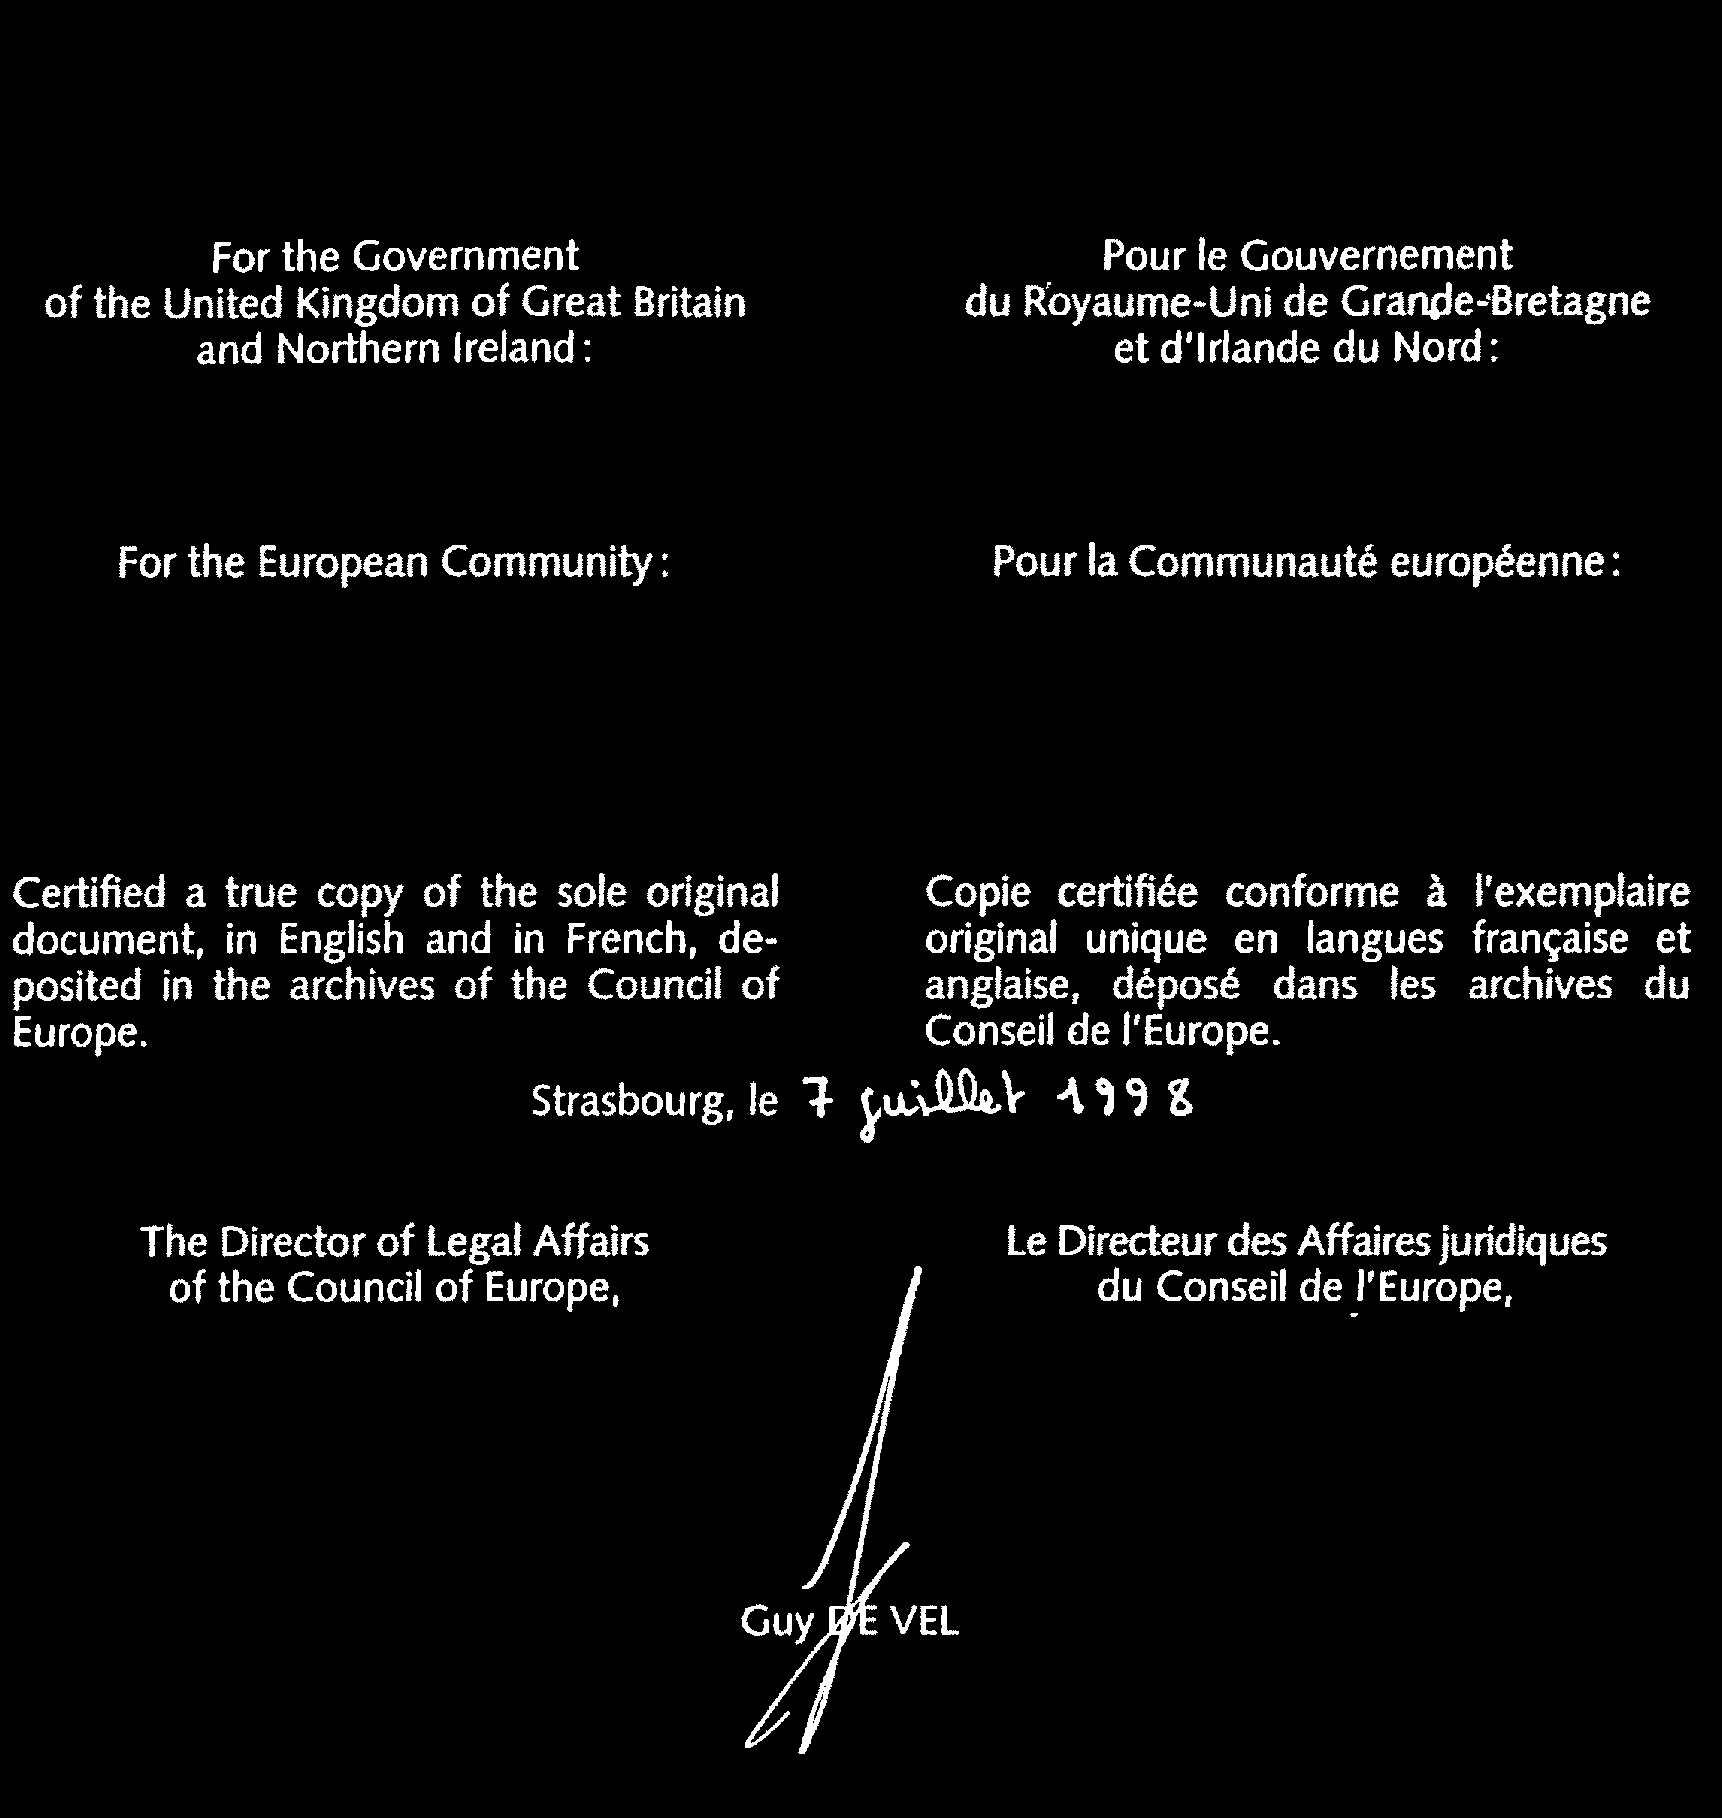 For the Government
of the United Kingdom of Great Britain
and Northern Ireland :
Pour le Gouvernement
du Royaume-Uni de Grande-Bretagne
et d'Irlande du Nord :
For the European Community :
Pour la Communauté européenne :
Certified a true copy of the sole original
document, in English and in French, de-
posited in the archives of the Council of
Europe.
Copie certifiée conforme à l'exemplaire
original unique en langues française et
anglaise, déposé dans les archives du
Conseil de l'Europe.
Strasbourg, le 7 juillet 1998
The Director of Legal Affairs
of the Council of Europe,
Le Directeur des Affaires juridiques
du Conseil de l'Europe,
Guy DE VEL